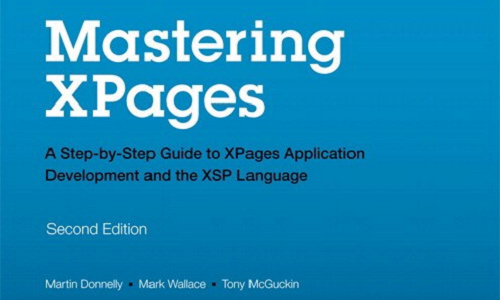 Mastering
XPages
A Step-by-Step Guide to XPages Application
Development and the XSP Language
Second Edition
Martin Donnelly ▪ Mark Wallace ▪ Tony McGuckin